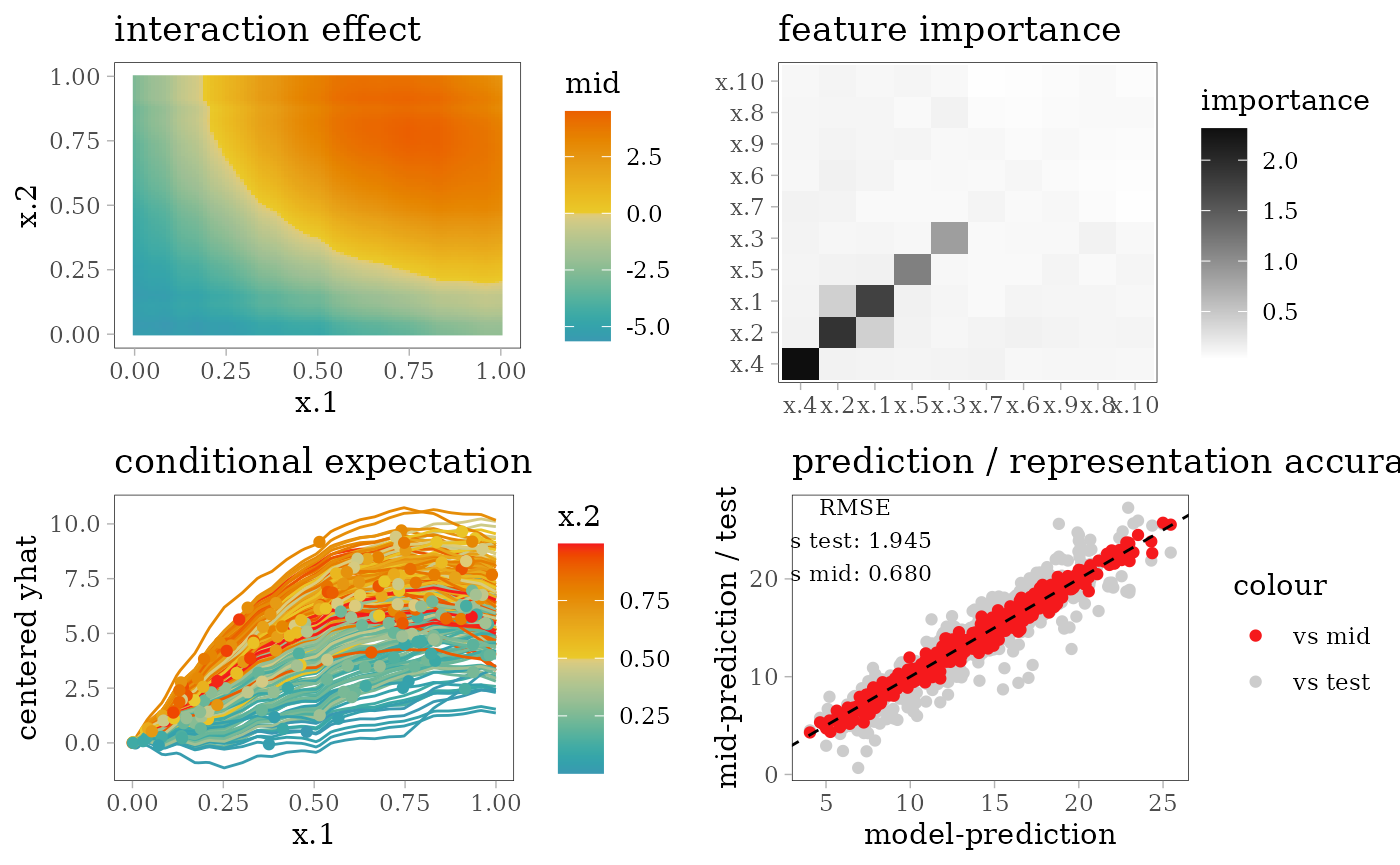 interaction effect
mid
1.00
0.75
0.50
0.25
0.00
x.2
2.5
0.0
-2.5
-5.0
0.00 0.25 0.50 0.75 1.00
x.1
feature importance
importance
x.10
x.8
x.9
x.6
x.7
x.3
x.5
x.1
x.2
x.4
2.0
1.5
1.0
0.5
x.4 x.2 x.1 x.5 x.3 x.7 x.6 x.9 x.8 x.10
conditional expectation
x.2
10.0
7.5
5.0
2.5
0.0
centered yhat
0.75
0.50
0.25
0.00 0.25 0.50 0.75 1.00
x.1
prediction / representation accura
RMSE
s test: 1.945
s mid: 0.680
20
10
0
mid-prediction / test
colour
vs mid
vs test
5 10 15 20 25
model-prediction